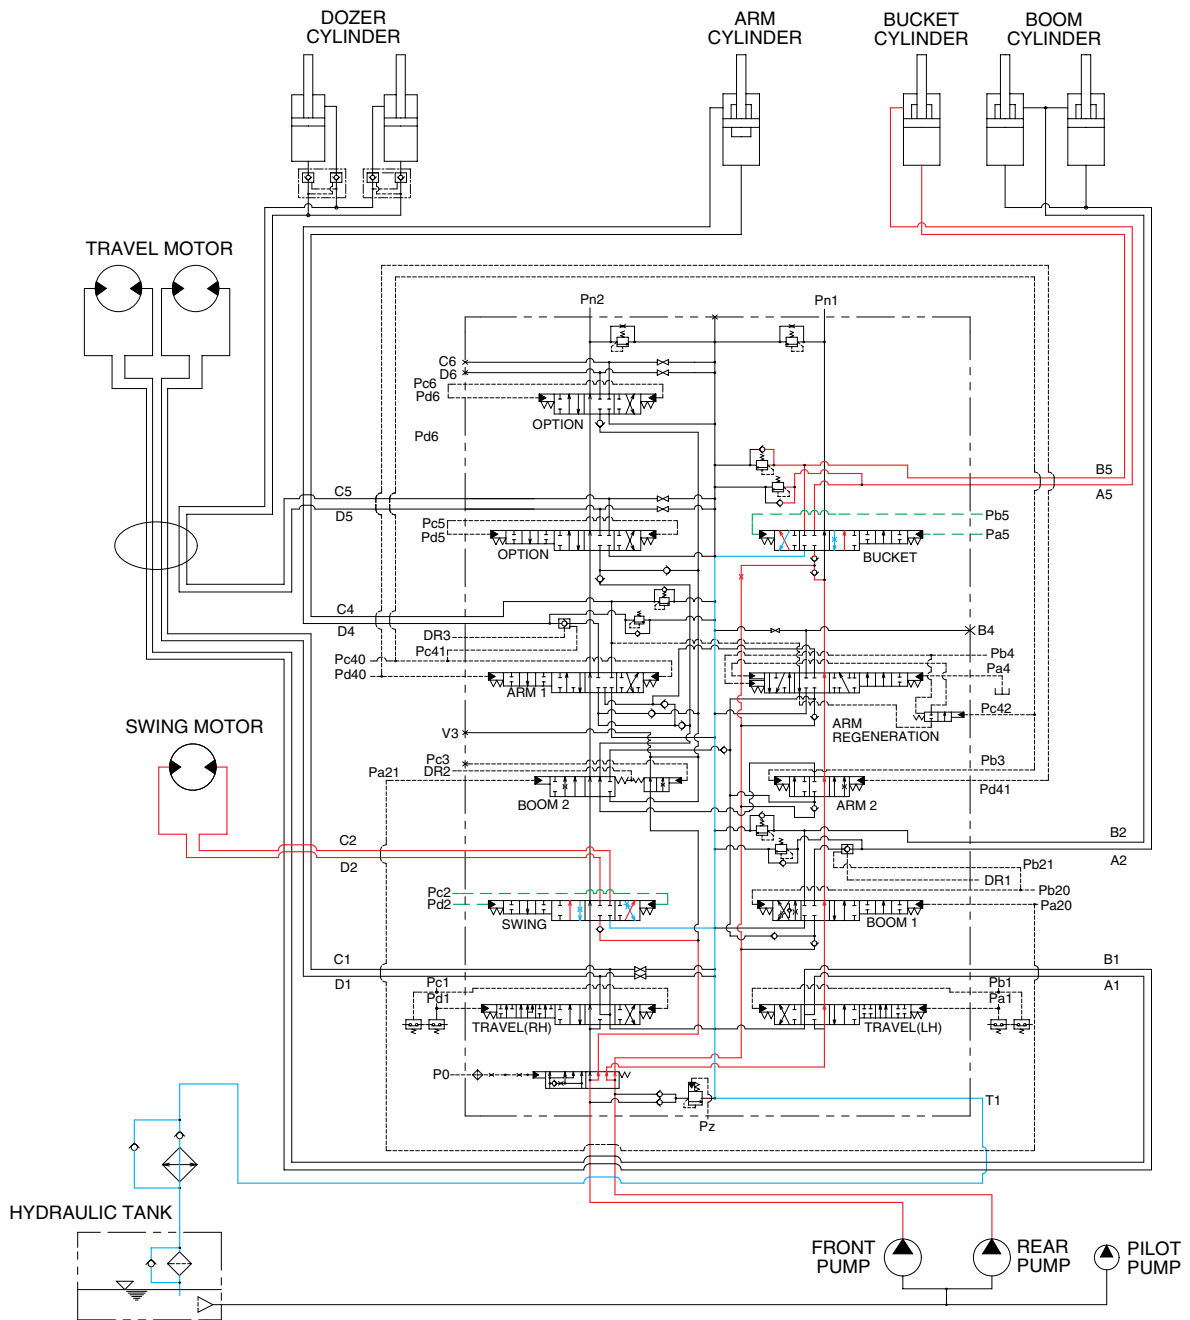 DOZER
CYLINDER
ARM
CYLINDER
BUCKET
CYLINDER
BOOM
CYLINDER
TRAVEL MOTOR
Pn2
Pn1
C6
D6
Pc6
Pd6
OPTION
Pd6
B5
A5
C5
D5
Pc5
Pd5
OPTION
Pb5
Pa5
BUCKET
C4
D4
DR3
Pc41
Pc40
Pd40
ARM 1
B4
Pb4
Pa4
Pc42
ARM
REGENERATION
SWING MOTOR
V3
Pc3
DR2
Pa21
BOOM 2
Pb3
Pd41
ARM 2
C2
D2
B2
A2
Pb21
DR1
Pc2
Pd2
SWING
Pb20
Pa20
BOOM 1
C1
D1
B1
A1
Pc1
Pd1
TRAVEL(RH)
Pb1
Pa1
TRAVEL(LH)
P0
T1
Pz
HYDRAULIC TANK
FRONT
PUMP
REAR
PUMP
PILOT
PUMP